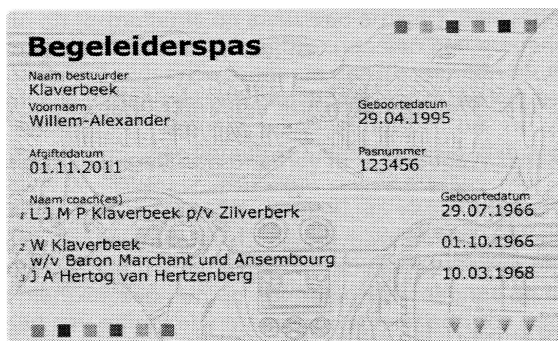 Begeleiderspas
Naam bestuurder
Klaverbeek
Voornaam Geboortedatum
Willem-Alexander 29.04.1995
Afgiftedatum Pasnummer
01.11.2011 123456
Naam coach(es) Geboortedatum
1 L J M P Klaverbeek p/v Zilverberk 29.07.1966
2 W Klaverbeek 01.10.1966
w/v Baron Marchant und Ansembourg
3 J A Hertog van Hertzenberg 10.03.1968